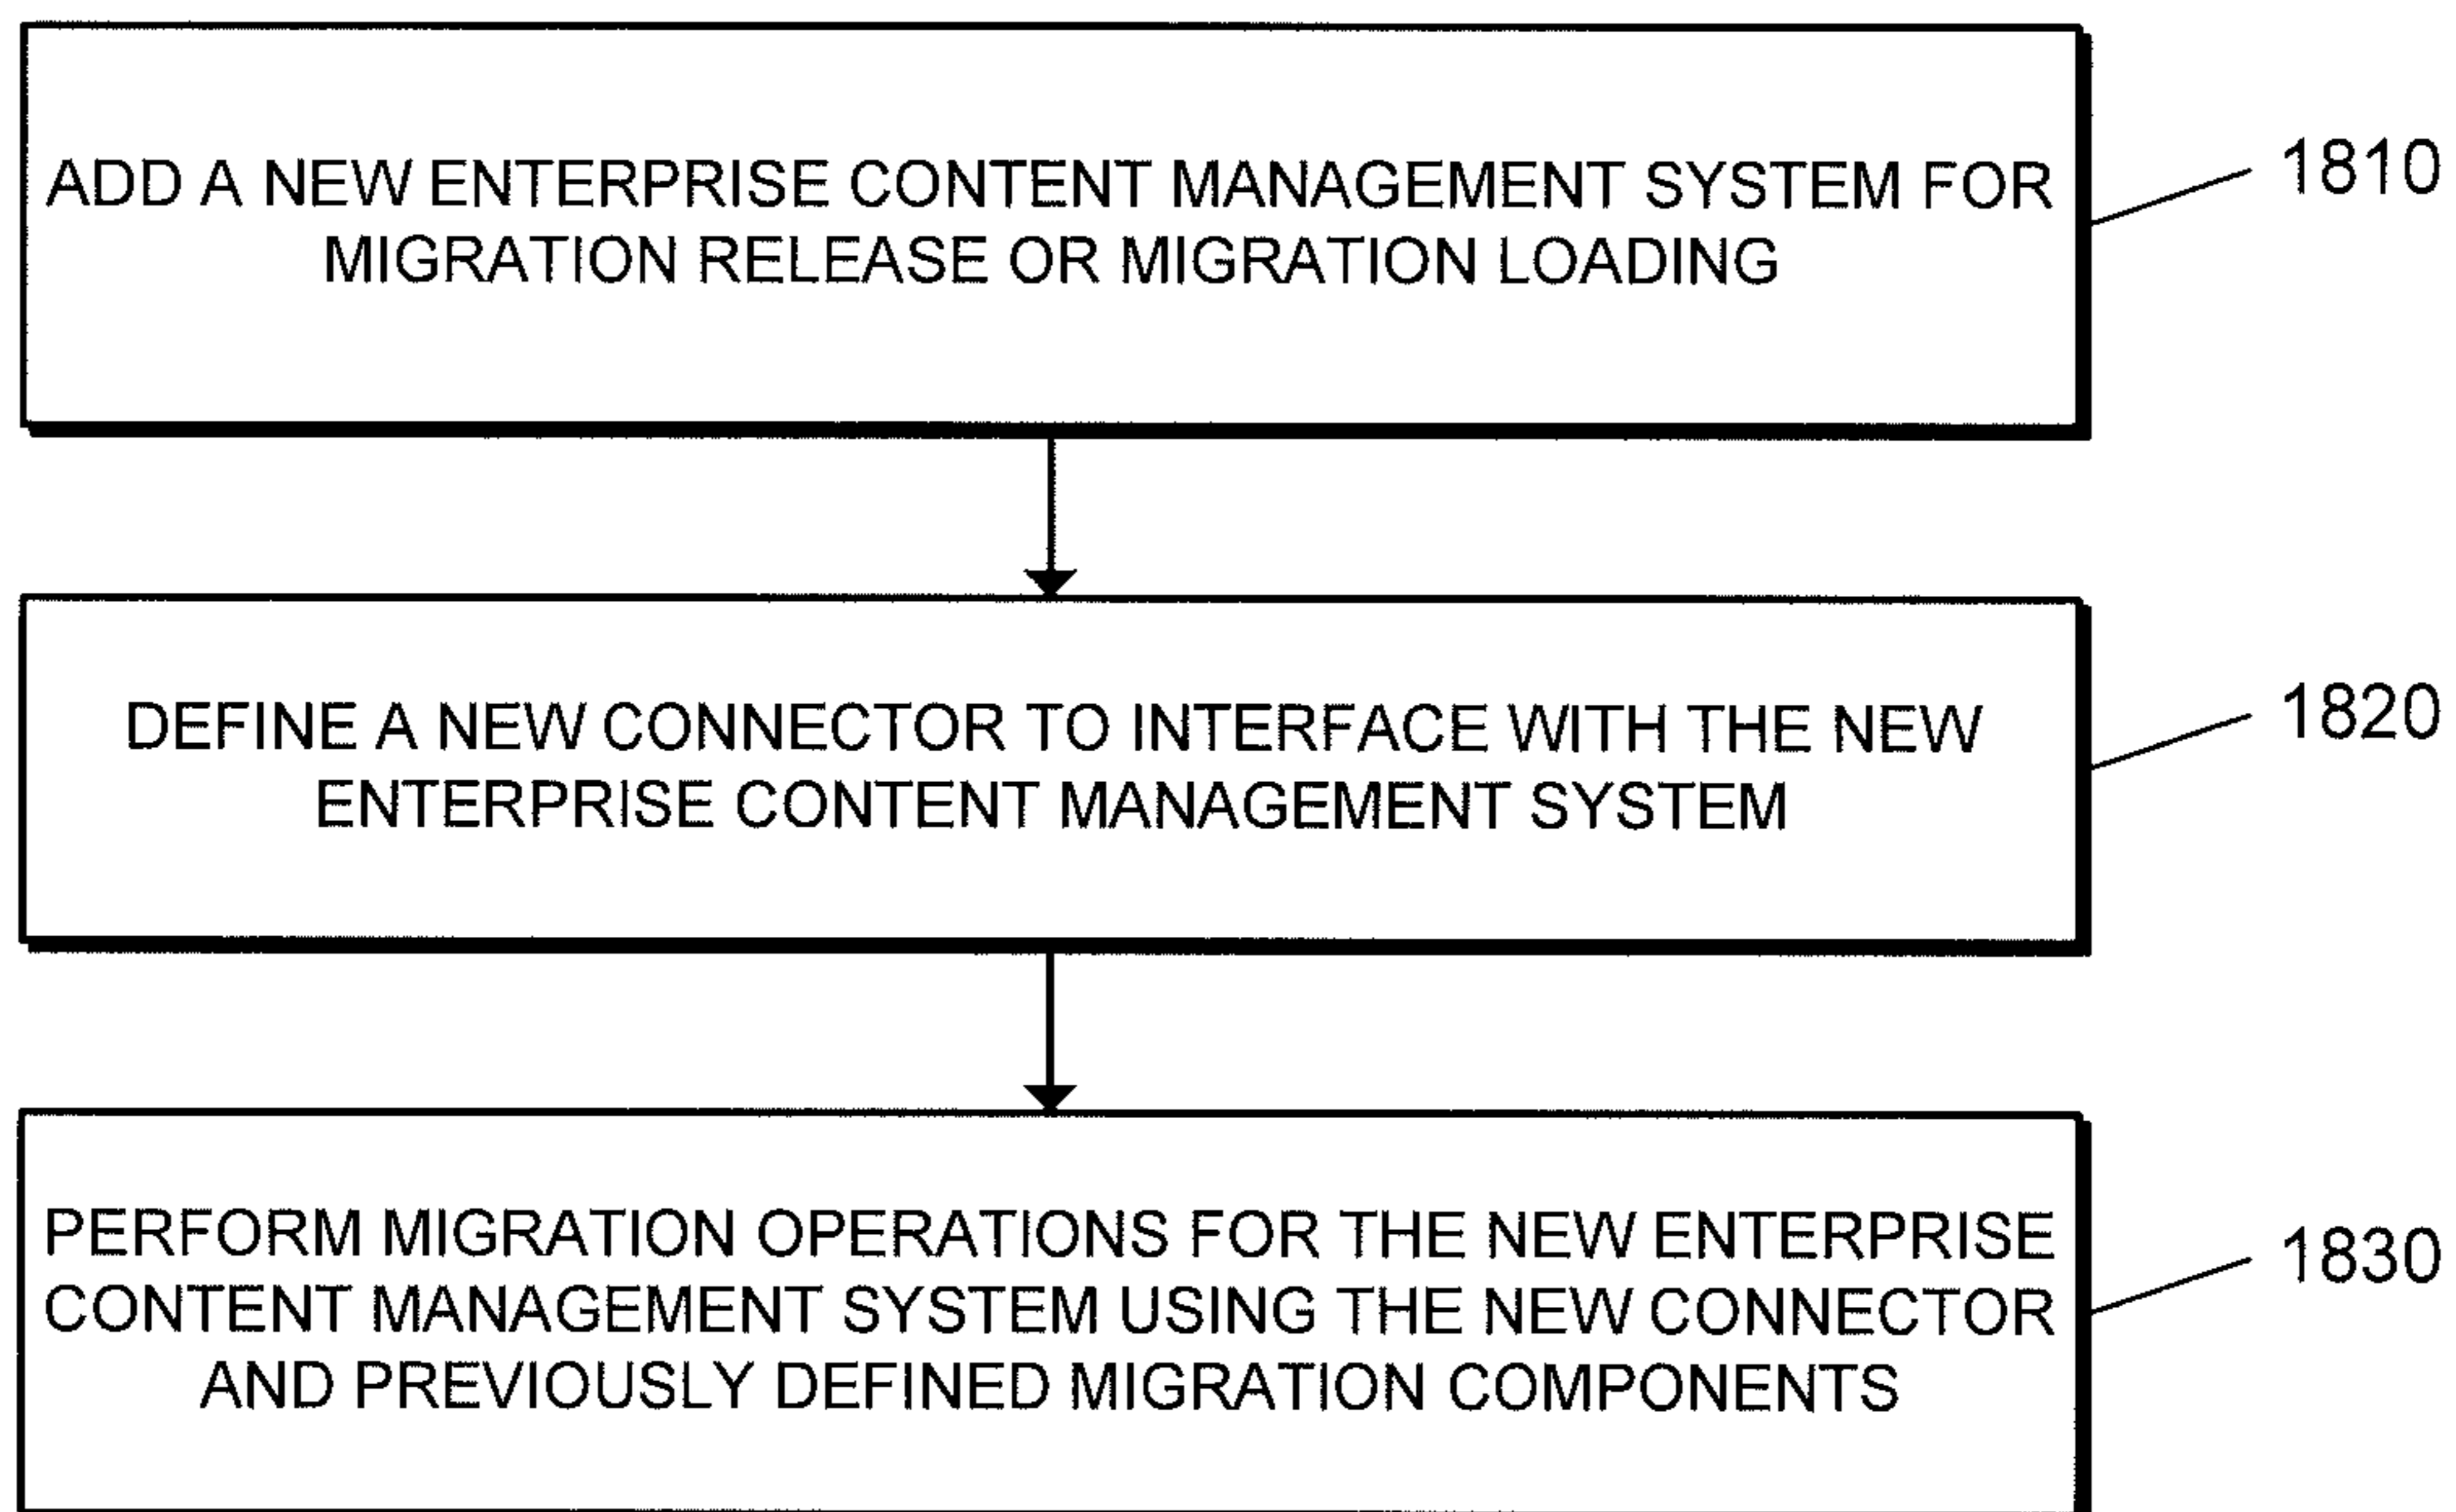 ADD A NEW ENTERPRISE CONTENT MANAGEMENT SYSTEM FOR
MIGRATION RELEASE OR MIGRATION LOADING
1810
DEFINE A NEW CONNECTOR TO INTERFACE WITH THE NEW
ENTERPRISE CONTENT MANAGEMENT SYSTEM
1820
PERFORM MIGRATION OPERATIONS FOR THE NEW ENTERPRISE
CONTENT MANAGEMENT SYSTEM USING THE NEW CONNECTOR
AND PREVIOUSLY DEFINED MIGRATION COMPONENTS
1830